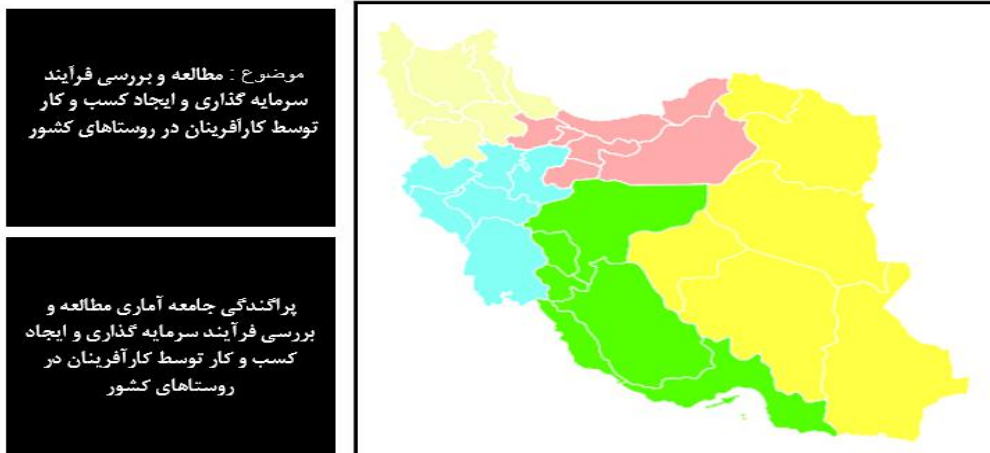 موضوع : مطالعه و بررسی فرآیند
سرمایه گذاری و ایجاد کسب و کار
توسط کارآفرینان در روستاهای کشور
پراگندگی جامعه آماری مطالعه و
بررسی فرآیند سرمایه گذاری و ایجاد
کسب و کار توسط کارآفرینان در
روستاهای کشور